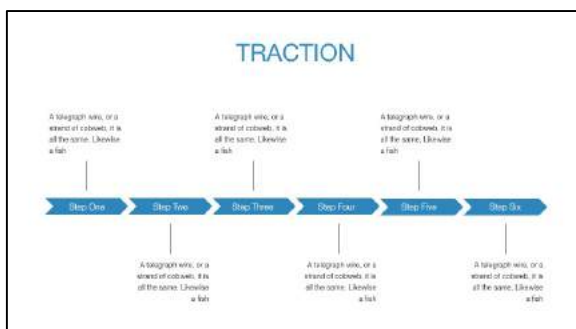 TRACTION
A telegraph wire, or a
strand of cobweb, it is
all the same. Likewise
a fish
A telegraph wire, or a
strand of cobweb, it is
all the same. Likewise
a fish
A telegraph wire, or a
strand of cobweb, it is
all the same. Likewise
a fish
Step One
Step Two
Step Three
Step Four
Step Five
Step Six
A telegraph wire, or a
strand of cobweb, it is
all the same. Likewise
a fish
A telegraph wire, or a
strand of cobweb, it is
all the same. Likewise
a fish
A telegraph wire, or a
strand of cobweb, it is
all the same. Likewise
a fish